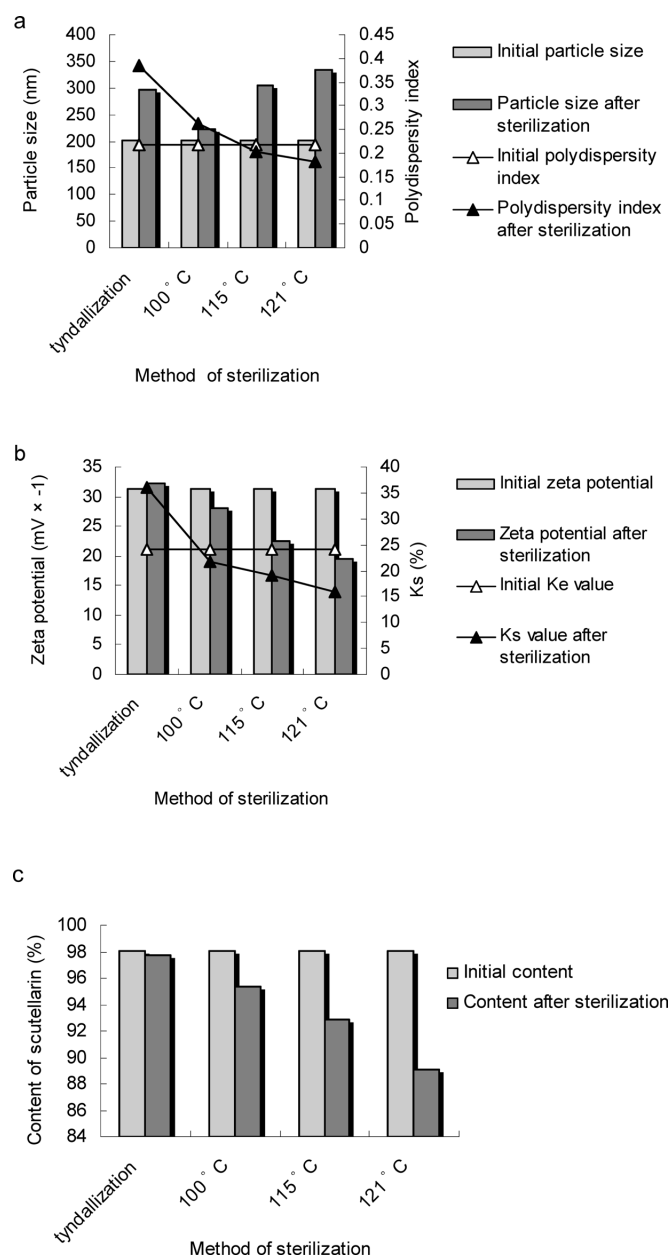 a
Particle size (nm)
400
350
300
250
200
150
100
50
0
0.45
0.4
0.35
0.3
0.25
0.2
0.15
0.1
0.05
0
Polydispersity index
tyndallization
100° C
115° C
121° C
Method of sterilization
Initial particle size
Particle size after
sterilization
Initial polydispersity
index
Polydispersity index
after sterilization
b
Zeta potential (mV × -1)
35
30
25
20
15
10
5
0
40
35
30
25
20
15
10
5
0
Ks (%)
tyndallization
100° C
115° C
121° C
Method of sterilization
Initial zeta potential
Zeta potential after
sterilization
Initial Ke value
Ks value after
sterilization
c
Content of scutellarin (%)
100
98
96
94
92
90
88
86
84
tyndallization
100° C
115° C
121° C
Method of sterilization
Initial content
Content after sterilization